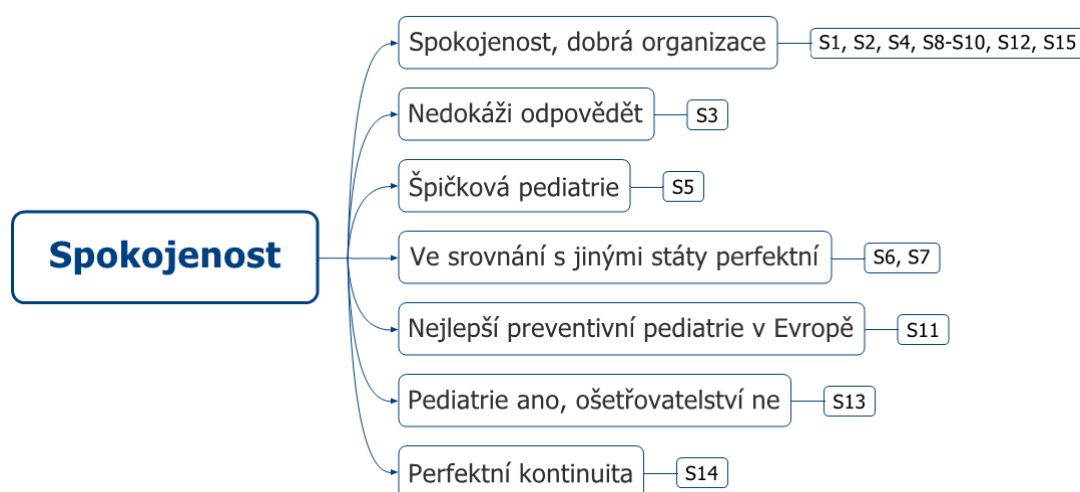 Spokojenost
Spokojenost, dobrá organizace
S1, S2, S4, S8-S10, S12, S15
Nedokáži odpovědět
S3
Špičková pediatrie
S5
Ve srovnání s jinými státy perfektní
S6, S7
Nejlepší preventivní pediatrie v Evropě
S11
Pediatrie ano, ošetřovatelství ne
S13
Perfektní kontinuita
S14